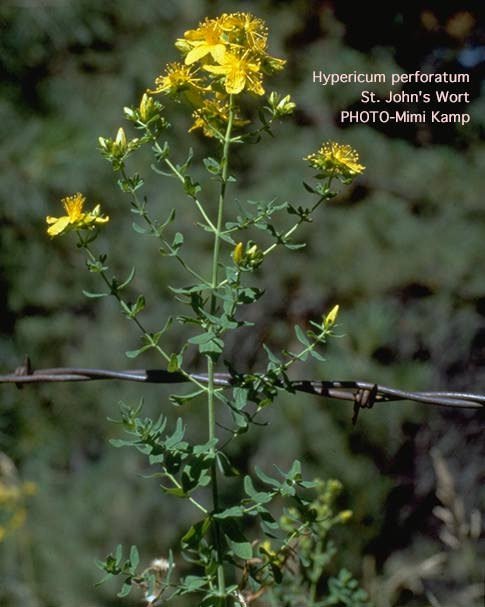 Hypericum perforatum
St. John's Wort
PHOTO-Mimi Kamp